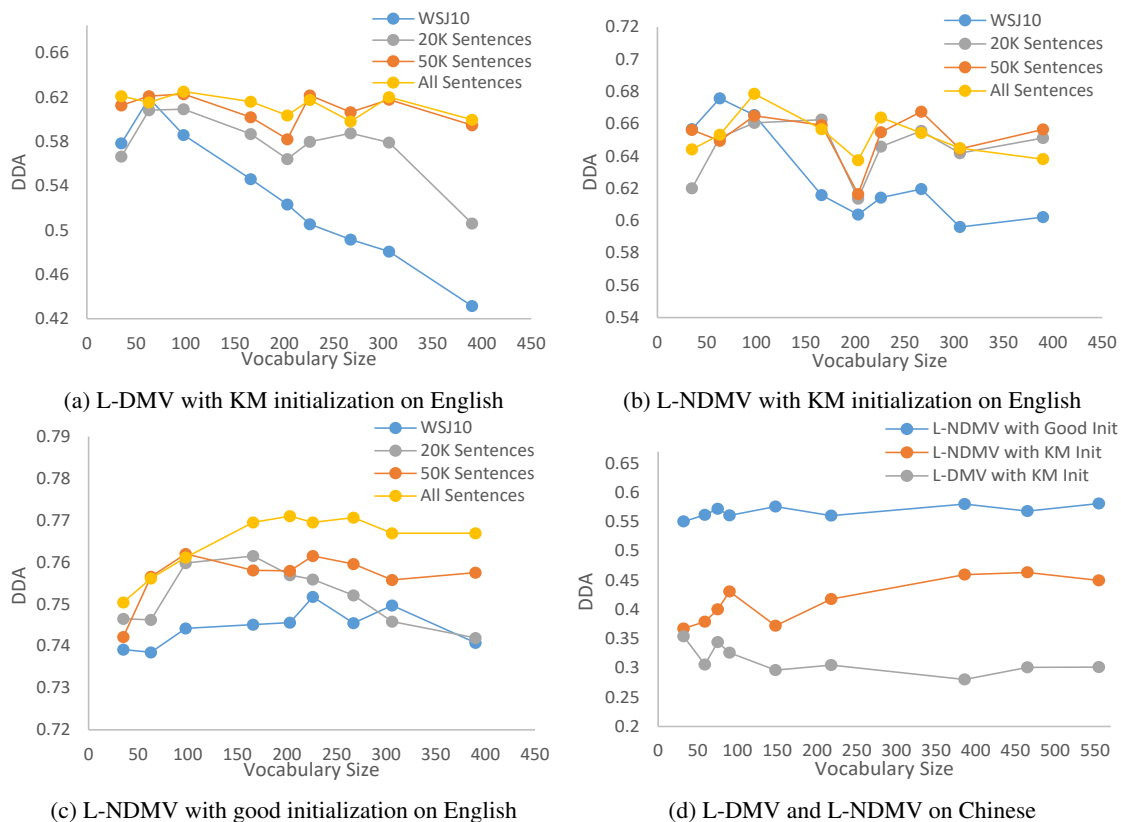 WSJ10
20K Sentences
50K Sentences
All Sentences
0.66
0.62
0.58
0.54
0.5
0.46
0.42
DDA
0 50 100 150 200 250 300 350 400 450
Vocabulary Size
(a) L-DMV with KM initialization on English
WSJ10
20K Sentences
50K Sentences
All Sentences
0.72
0.7
0.68
0.66
0.64
0.62
0.6
0.58
0.56
0.54
DDA
0 50 100 150 200 250 300 350 400 450
Vocabulary Size
(b) L-NDMV with KM initialization on English
WSJ10
20K Sentences
50K Sentences
All Sentences
0.79
0.78
0.77
0.76
0.75
0.74
0.73
0.72
DDA
0 50 100 150 200 250 300 350 400 450
Vocabulary Size
(c) L-NDMV with good initialization on English
L-NDMV with Good Init
L-NDMV with KM Init
L-DMV with KM Init
0.65
0.6
0.55
0.5
0.45
0.4
0.35
0.3
0.25
0.2
DDA
0 50 100 150 200 250 300 350 400 450 500 550
Vocabulary Size
(d) L-DMV and L-NDMV on Chinese